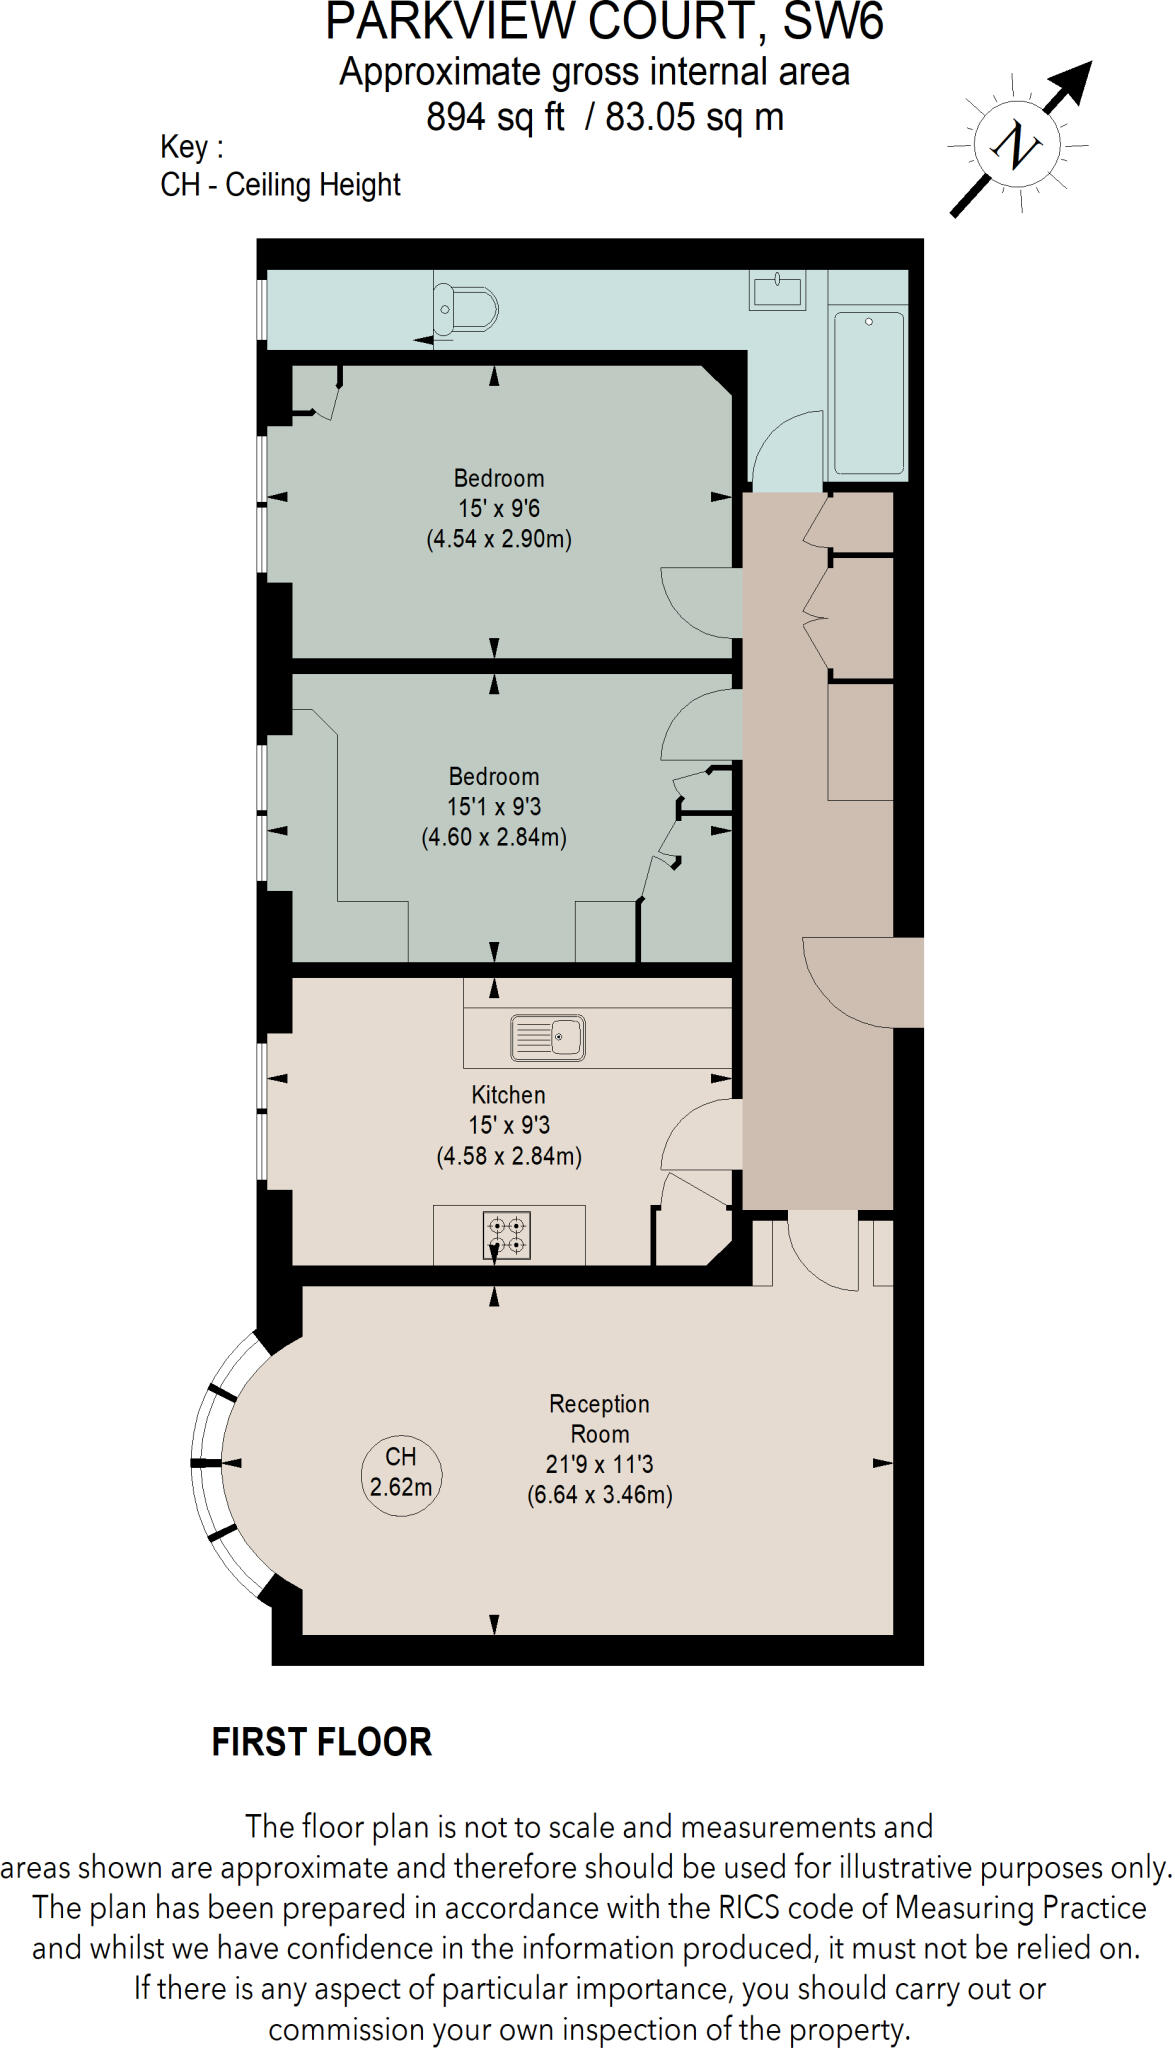 PARKVIEW COURT, SW6
Approximate gross internal area
894 sq ft / 83.05 sq m
Key :
CH - Ceiling Height
N
Bedroom
15' x 9'6
(4.54 x 2.90m)
Bedroom
15'1 x 9'3
(4.60 x 2.84m)
Kitchen
15' x 9'3
(4.58 x 2.84m)
Reception
Room
21'9 x 11'3
(6.64 x 3.46m)
CH
2.62m
FIRST FLOOR
The floor plan is not to scale and measurements and
areas shown are approximate and therefore should be used for illustrative purposes only.
The plan has been prepared in accordance with the RICS code of Measuring Practice
and whilst we have confidence in the information produced, it must not be relied on.
If there is any aspect of particular importance, you should carry out or
commission your own inspection of the property.